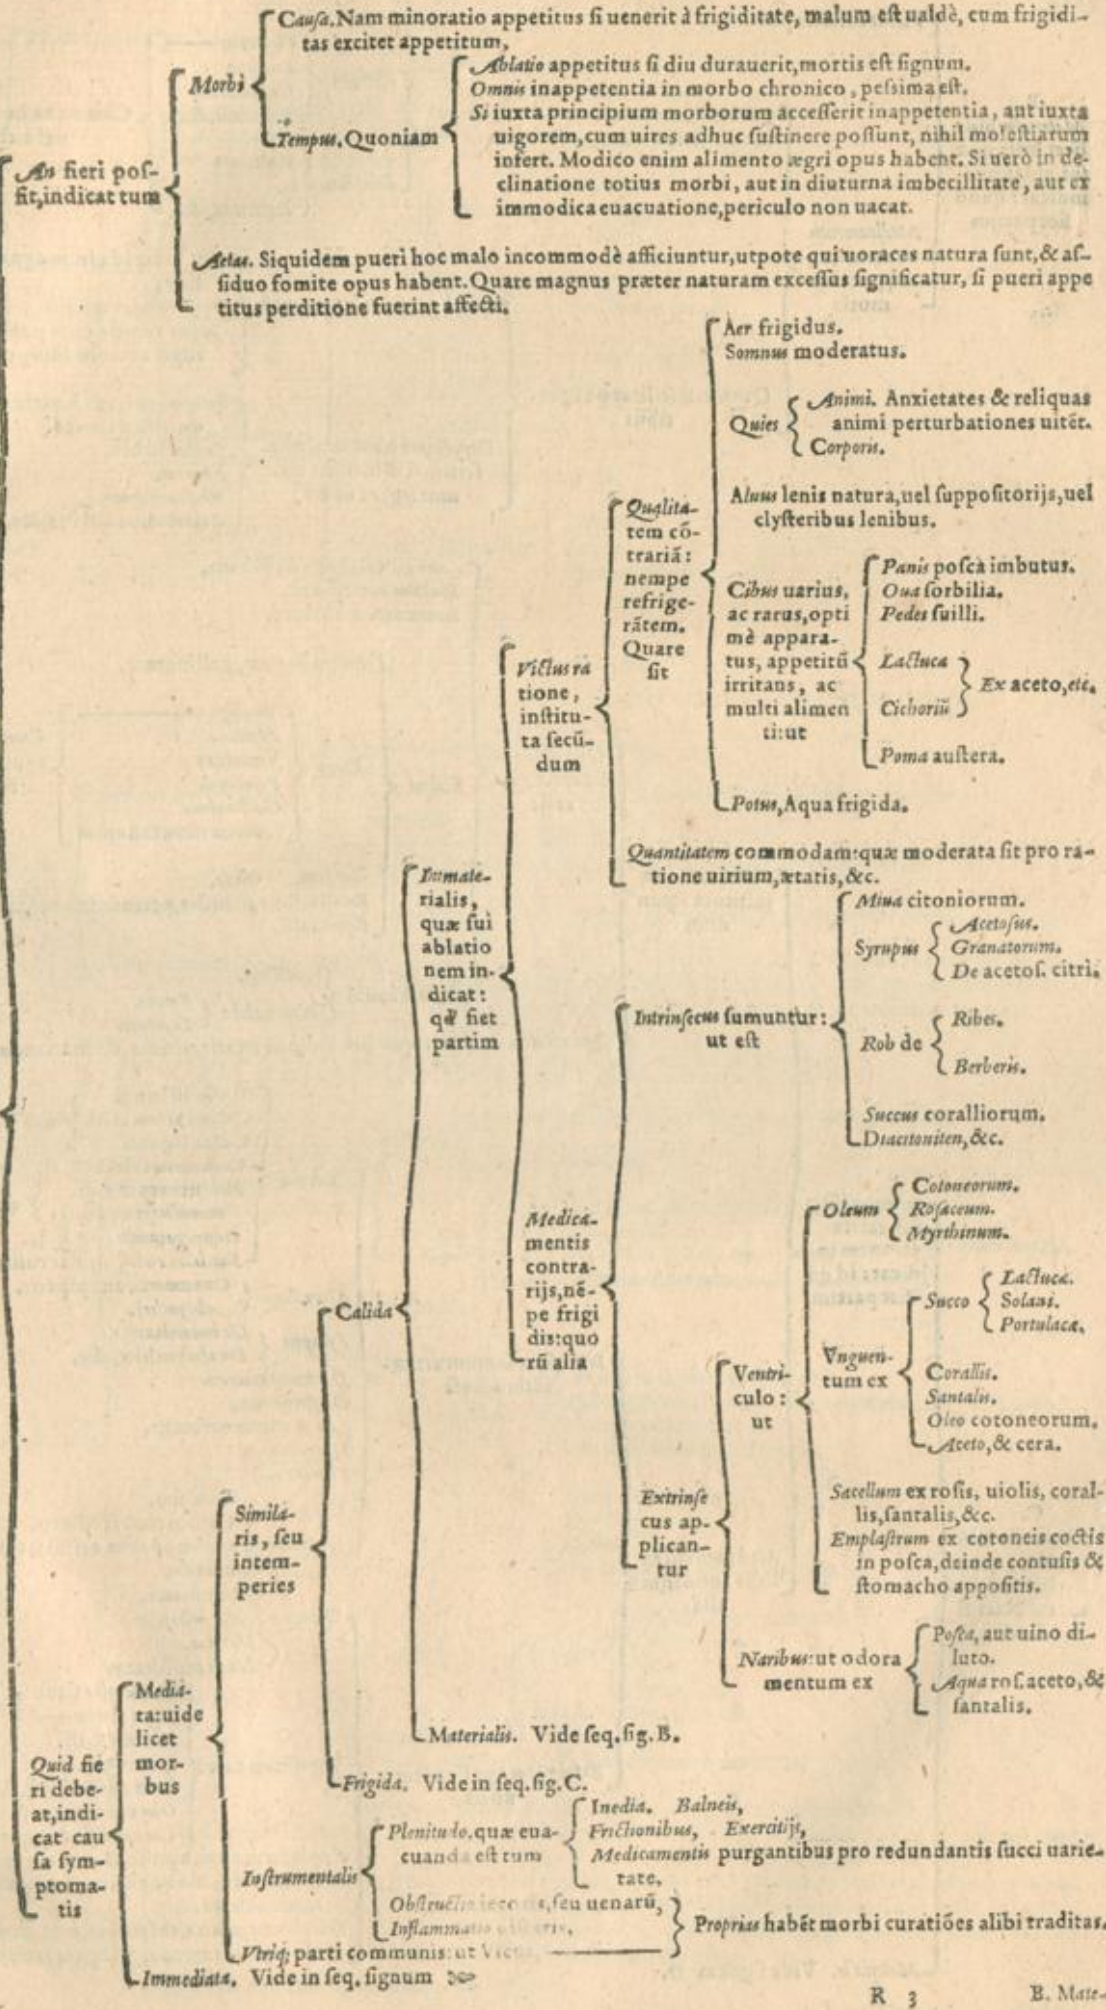 Causa. Nam minoratio appetitus si uenerit à frigiditate, malum est ualdè, cum frigidi-
tas excitet appetitum,
Morbi
Ablatio appetitus si diu durauerit, mortis est signum.
Omnis inappetentia in morbo chronico, pessima est.
Tempus. Quoniam
Si iuxta principium morborum accesserit inappetentia, aut iuxta
uigorem, cum uires adhuc sustinere possunt, nihil molestiarum
infert. Modico enim alimento ægri opus habent. Si uerò in de-
clinatione totius morbi, aut in diuturna imbecillitate, aut ex
immodica euacuatione, periculo non uacat.
An fieri pos-
sit, indicat tum
Aetas. Siquidem pueri hoc malo incommodè afficiuntur, utpote qui uoraces natura sunt, & as-
siduo fomite opus habent. Quare magnus præter naturam excessus significatur, si pueri appe
titus perditione fuerint affecti.
Aer frigidus.
Somnus moderatus.
Quies
Animi. Anxietates & reliquas
animi perturbationes uitēt.
Corporis.
Aluus lenis natura, uel suppositorijs, uel
clysteribus lenibus.
Qualita-
tem cō-
trariā:
nempe
refrige-
rātem.
Quare
sit
Cibus uarius,
ac rarus, opti
mè appara-
tus, appetitū
irritans, ac
multi alimen
ti: ut
Panis poscà imbutus.
Oua sorbilia.
Pedes suilli.
Lactuca
Cichoriū
Ex aceto, etc.
Poma austera.
Potus, Aqua frigida.
Victus ra
tione,
institu-
ta secū-
dum
Quantitatem commodam: quæ moderata sit pro ra-
tione uirium, ætatis, &c.
Immate-
rialis,
quæ sui
ablatio
nem in-
dicat:
qđ fiet
partim
Miua citoniorum.
Syrupus
Acetosus.
Granatorum.
De acetos. citri.
Intrinsecus sumuntur:
ut est
Rob de
Ribes.
Berberis.
Succus coralliorum.
Diacitoniten, &c.
Medica-
mentis
contra-
rijs, nē-
pe frigi
dis: quo
rū alia
Oleum
Cotoneorum.
Rosaceum.
Myrthinum.
Vnguen-
tum ex
Succo
Lactucæ.
Solani.
Portulacæ.
Corallis.
Santalis.
Oleo cotoneorum.
Aceto, & cera.
Ventri-
culo:
ut
Calida
Extrinse
cus ap-
plican-
tur
Sacellum ex rosis, uiolis, coral-
lis, santalis, &c.
Emplastrum ex cotoneis coctis
in posca, deinde contusis &
stomacho appositis.
Naribus: ut odora
mentum ex
Posca, aut uino di-
luto.
Aqua ros. aceto, &
santalis.
Simila-
ris, seu
intem-
peries
Materialis. Vide seq. sig. B.
Frigida. Vide in seq. sig. C.
Media-
ta: uide
licet
mor-
bus
Quid fie
ri debe-
at, indi-
cat cau
sa sym-
ptoma-
tis
Instrumentalis
Plenitudo. quæ eua-
cuanda est tum
Inedia. Balneis,
Frictionibus, Exercitijs,
Medicamentis purgantibus pro redundantis succi uarie-
tate.
Obstructio iecoris, seu uenarū,
Inflammatio
Proprias habēt morbi curatiōes alibi traditas.
Vtriq; parti communis: ut
Immediata. Vide in seq. signum
R 3
B. Mate-